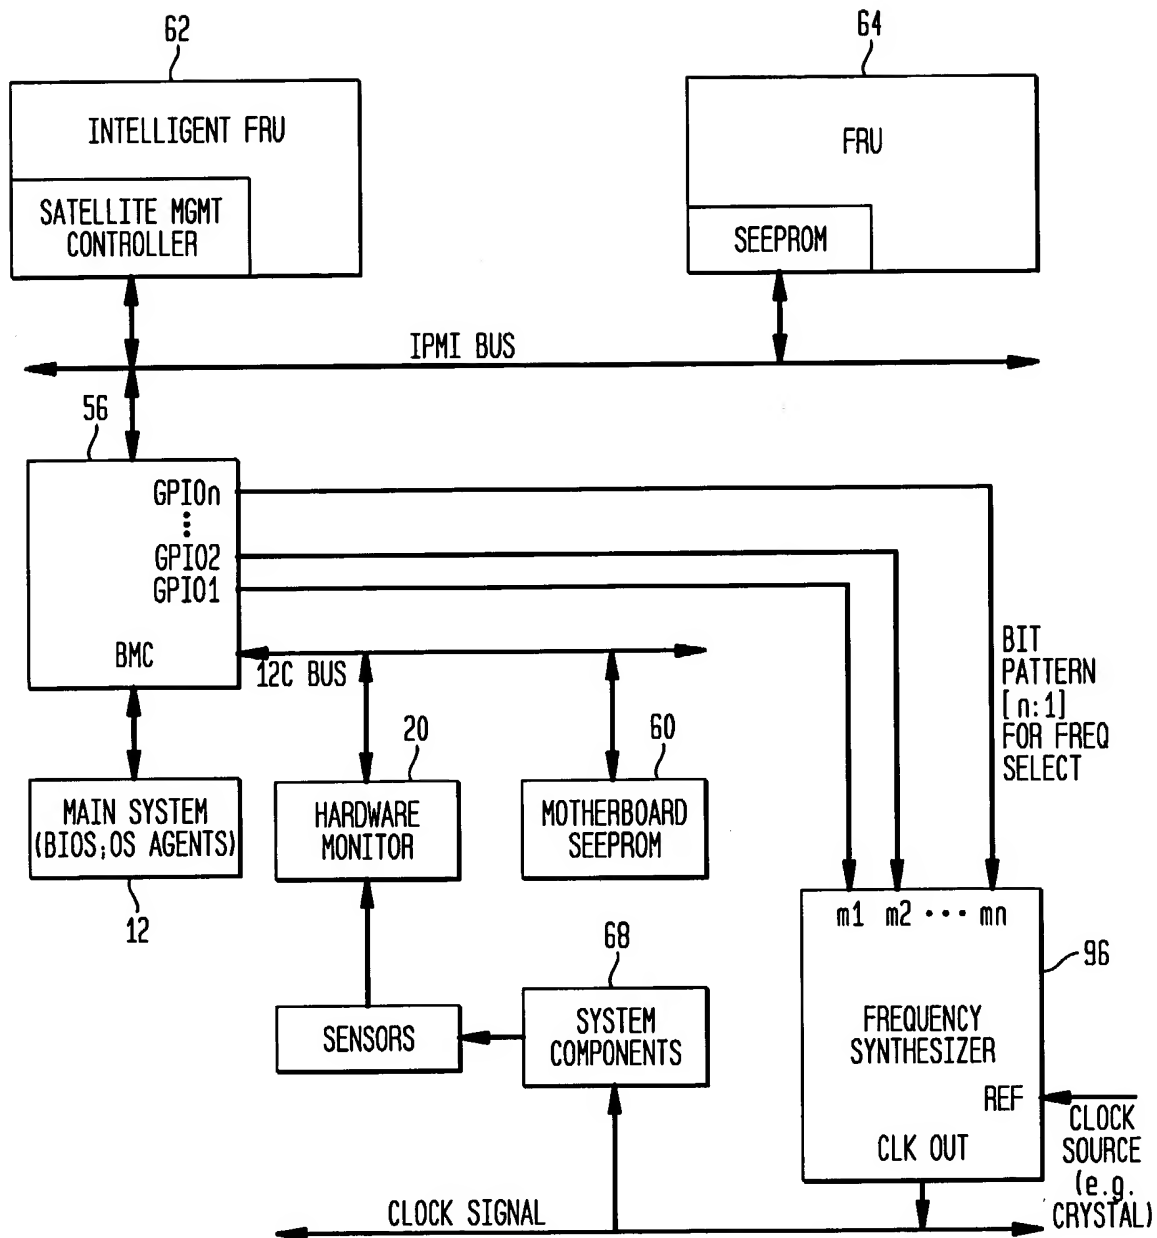 62
64
INTELLIGENT FRU
FRU
SATELLITE MGMT
CONTROLLER
SEEPROM
IPMI BUS
56
GPIOn
GPIO2
GPIO1
BMC
12C BUS
BIT
PATTERN
[n:1]
FOR FREQ
SELECT
20
60
MAIN SYSTEM
(BIOS;OS AGENTS)
HARDWARE
MONITOR
MOTHERBOARD
SEEPROM
12
m1 m2 ••• mn
68
96
SENSORS
SYSTEM
COMPONENTS
FREQUENCY
SYNTHESIZER
REF
CLOCK
SOURCE
(e.g.
CRYSTAL)
CLK OUT
CLOCK SIGNAL